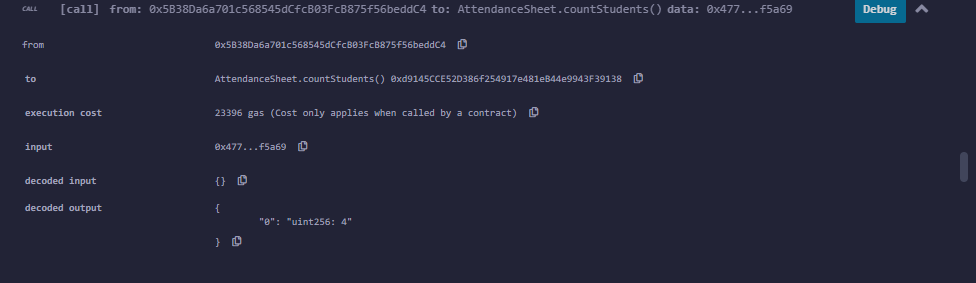 CALL [call] from: 0x5B38Da6a701c568545dCfcB03FcB875f56beddC4 to: AttendanceSheet.countStudents() data: 0x477...f5a69 Debug
from 0x5B38Da6a701c568545dCfcB03FcB875f56beddC4
to AttendanceSheet.countStudents() 0xd9145CCE52D386f254917e481eB44e9943F39138
execution cost 23396 gas (Cost only applies when called by a contract)
input 0x477...f5a69
decoded input {}
decoded output {
"0": "uint256: 4"
}